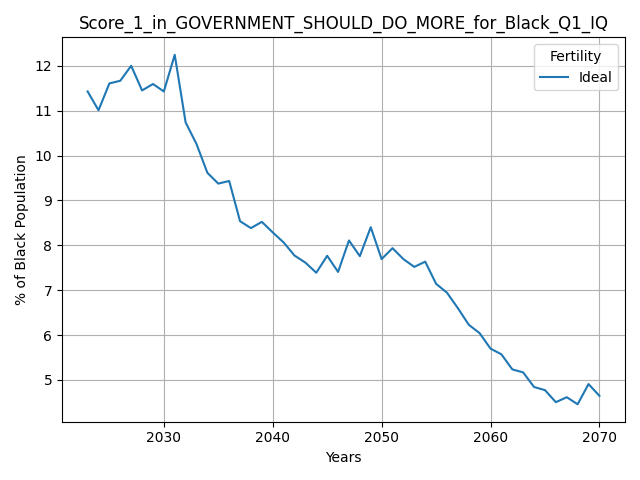 Score_1_in_GOVERNMENT_SHOULD_DO_MORE_for_Black_Q1_IQ
Fertility
Ideal
% of Black Population
12
11
10
9
8
7
6
5
2030
2040
2050
2060
2070
Years